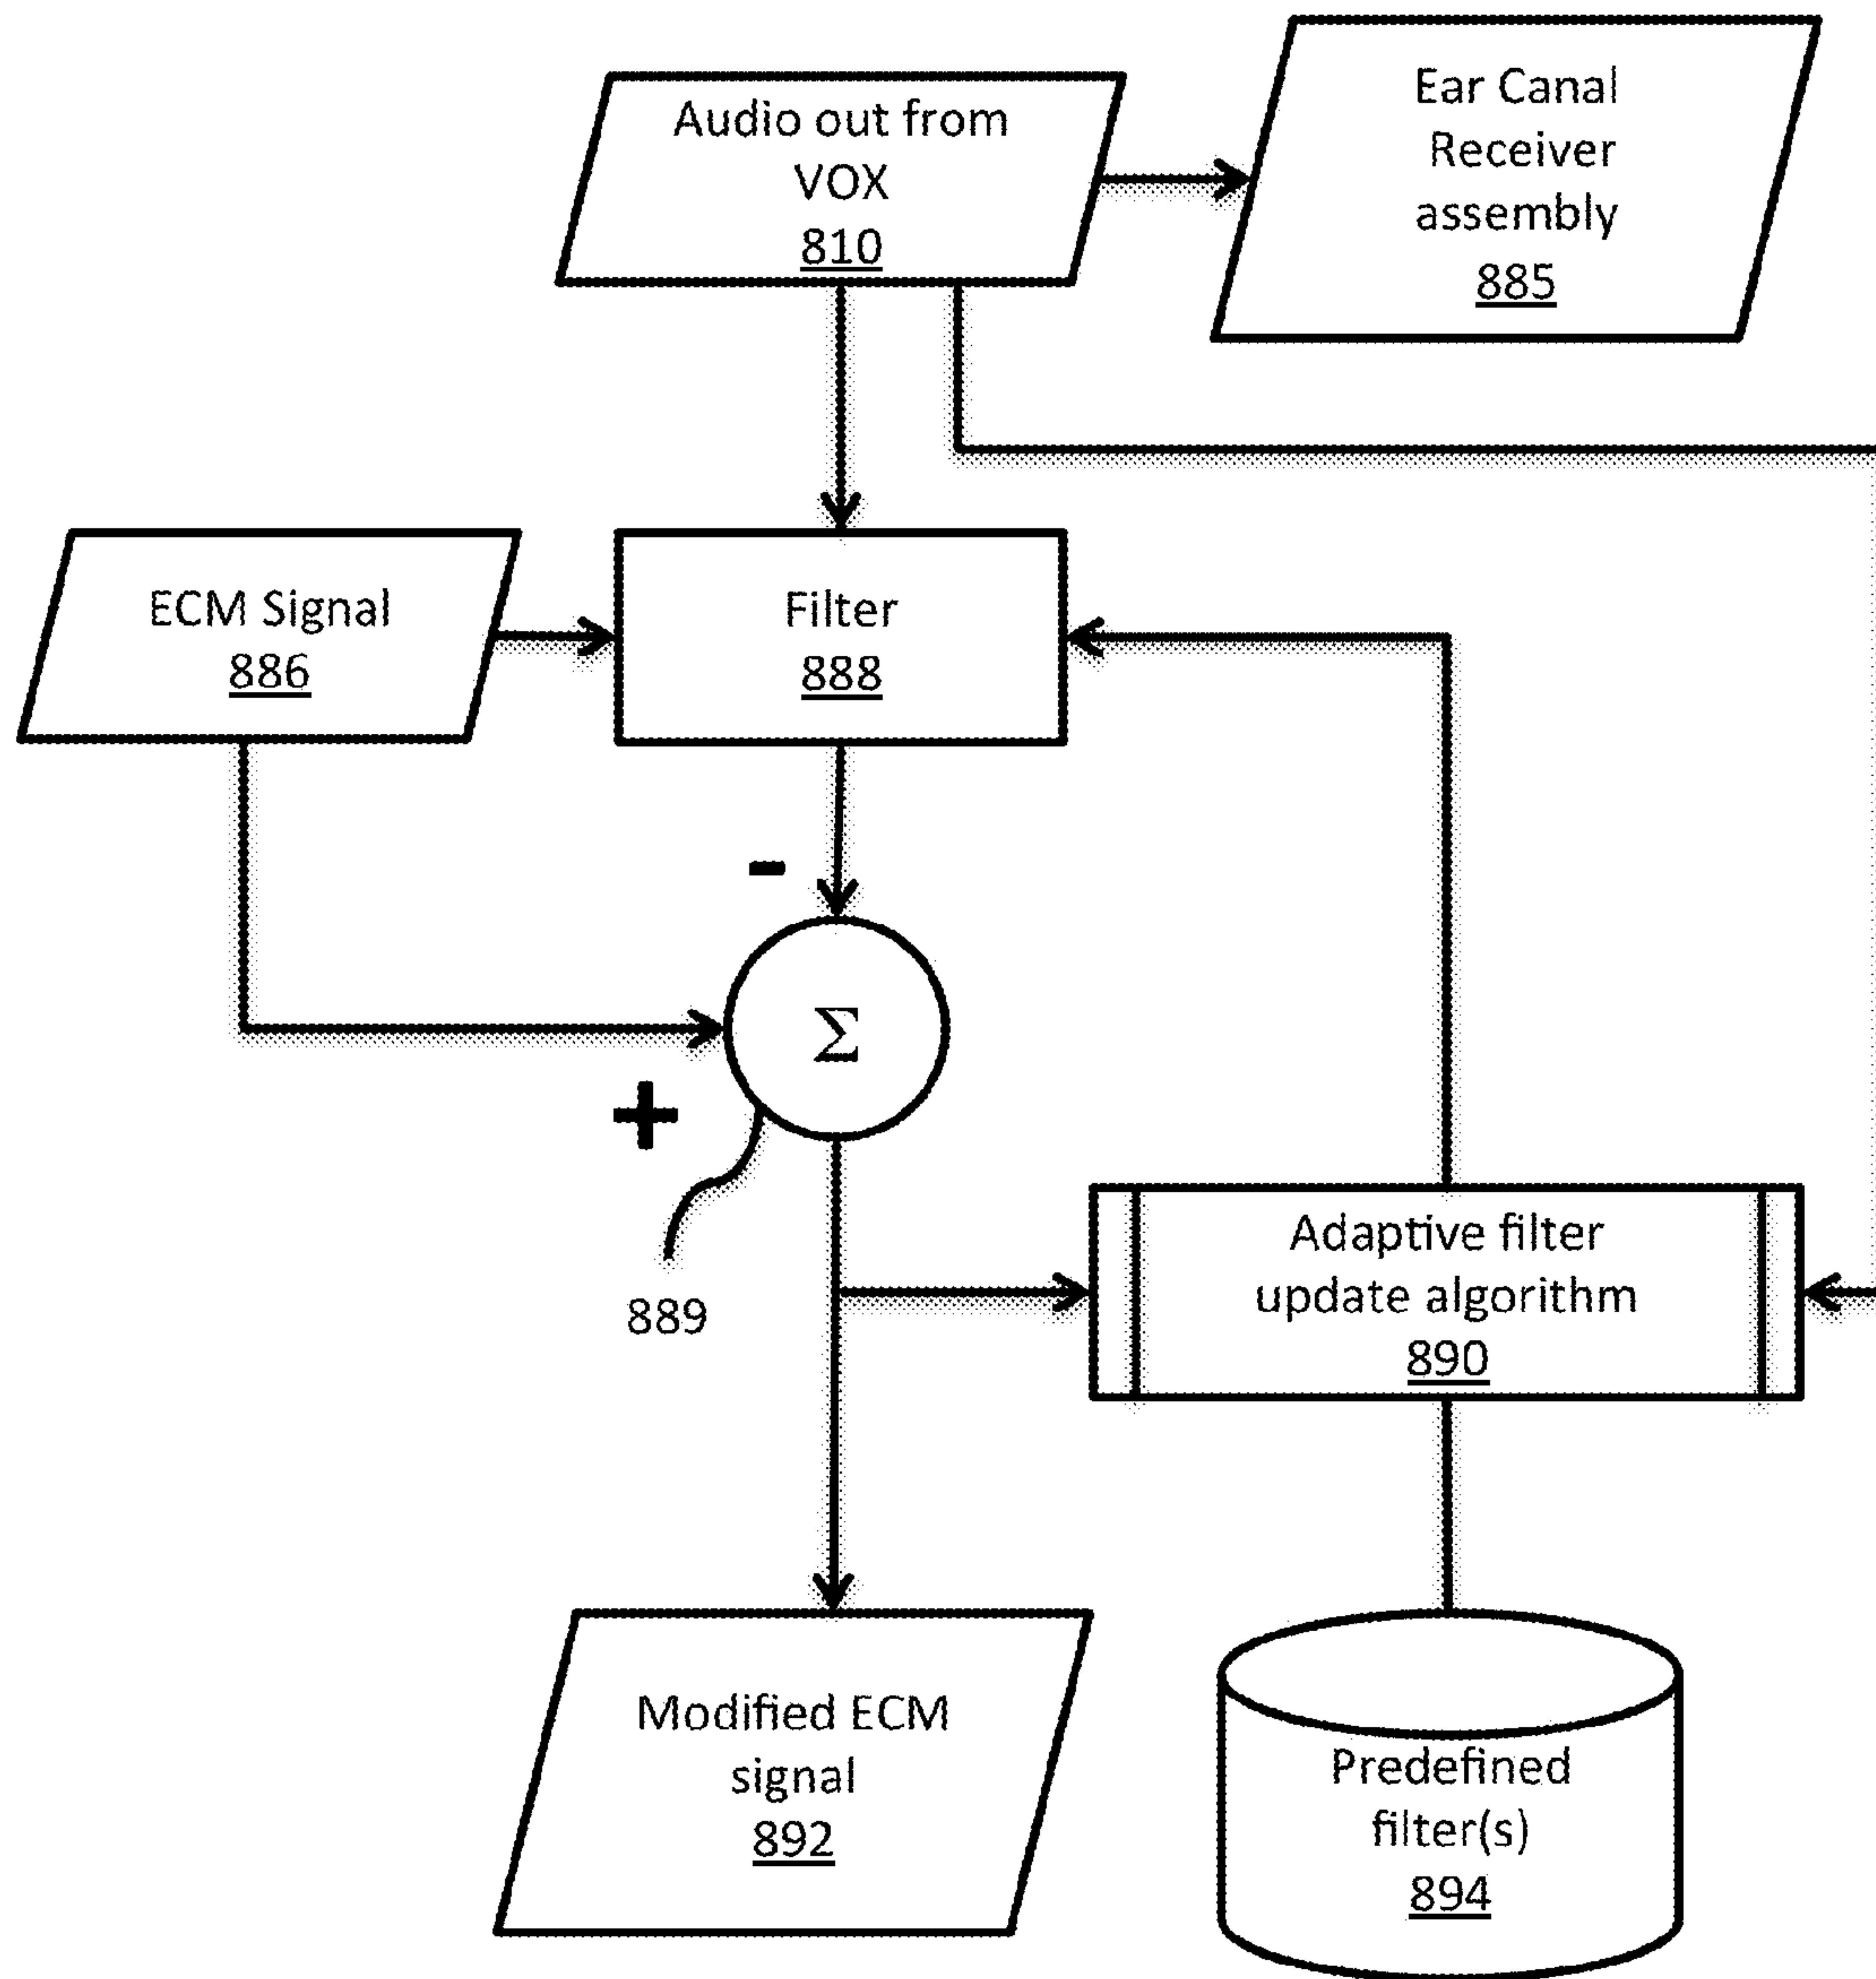 Audio out from
VOX
810
Ear Canal
Receiver
assembly
885
ECM Signal
886
Filter
888
-
Σ
+
889
Adaptive filter
update algorithm
890
Modified ECM
signal
892
Predefined
filter(s)
894